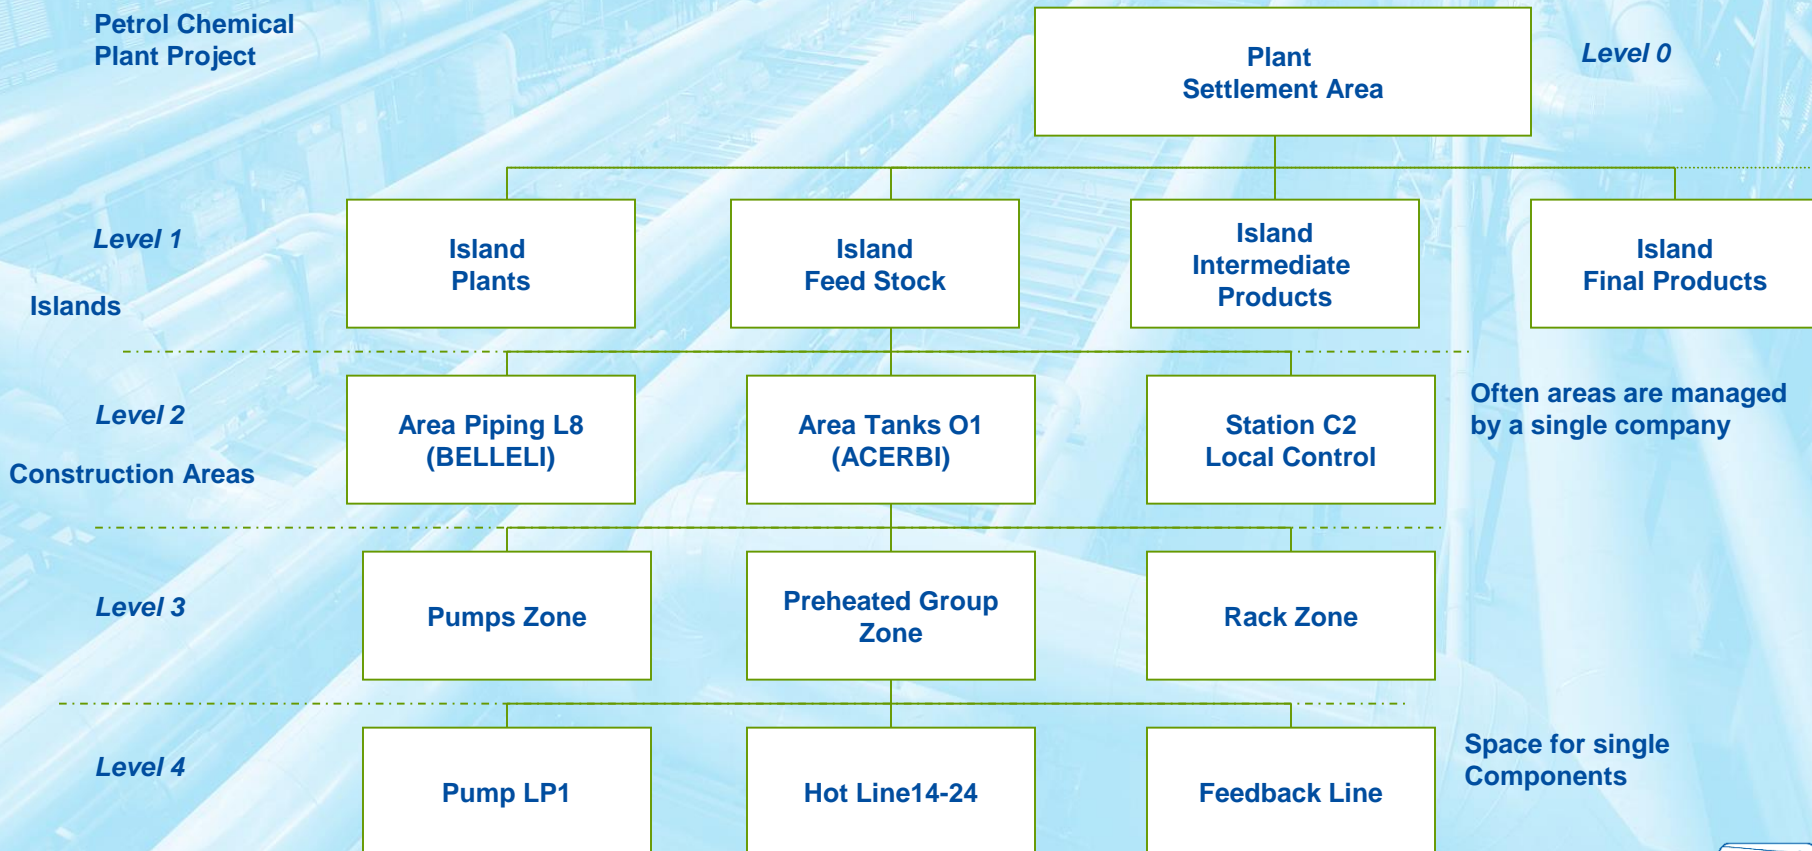 Petrol Chemical
Plant Project
Plant
Settlement Area
Level 0
Level 1
Islands
Island
Plants
Island
Feed Stock
Island
Intermediate
Products
Island
Final Products
Level 2
Construction Areas
Area Piping L8
(BELLELI)
Area Tanks O1
(ACERBI)
Station C2
Local Control
Often areas are managed
by a single company
Level 3
Pumps Zone
Preheated Group
Zone
Rack Zone
Level 4
Pump LP1
Hot Line14-24
Feedback Line
Space for single
Components